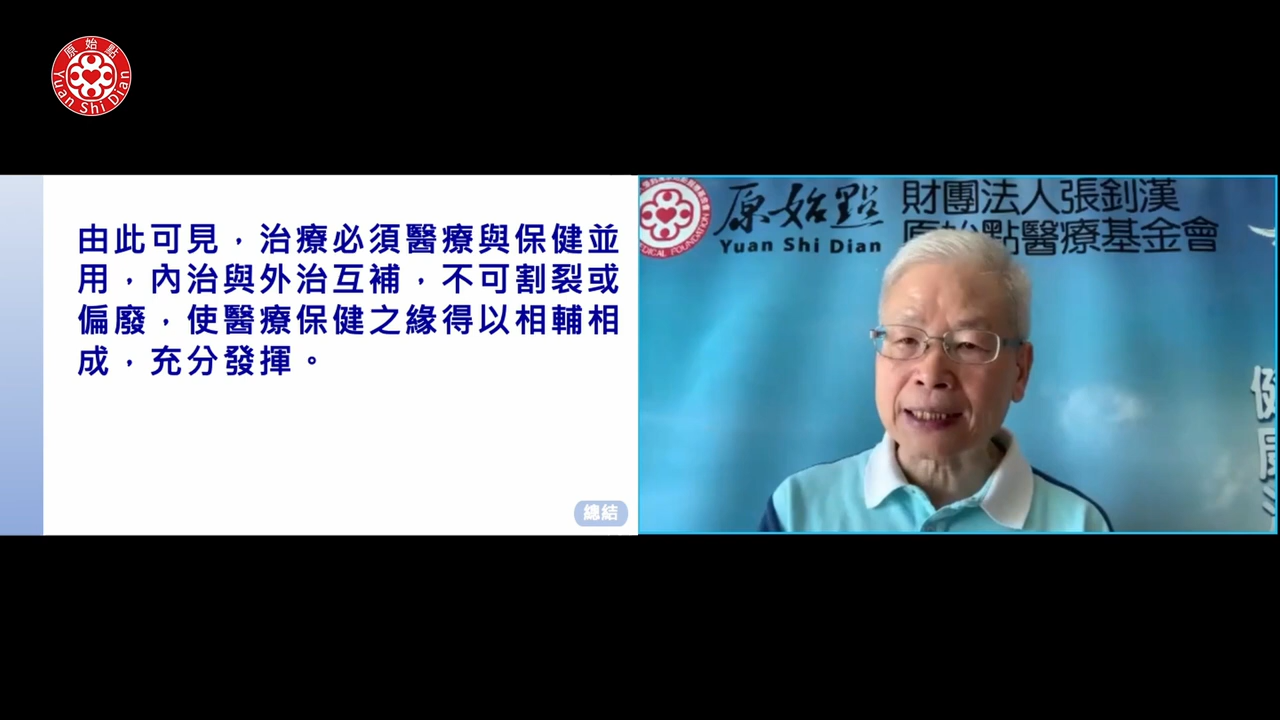 原始點
Yuan Shi Dian
由此可見，治療必須醫療與保健並
用，內治與外治互補，不可割裂或
偏廢，使醫療保健之緣得以相輔相
成，充分發揮。
總結
原始點
Yuan Shi Dian
財團法人張釗漢
原始點醫療基金會